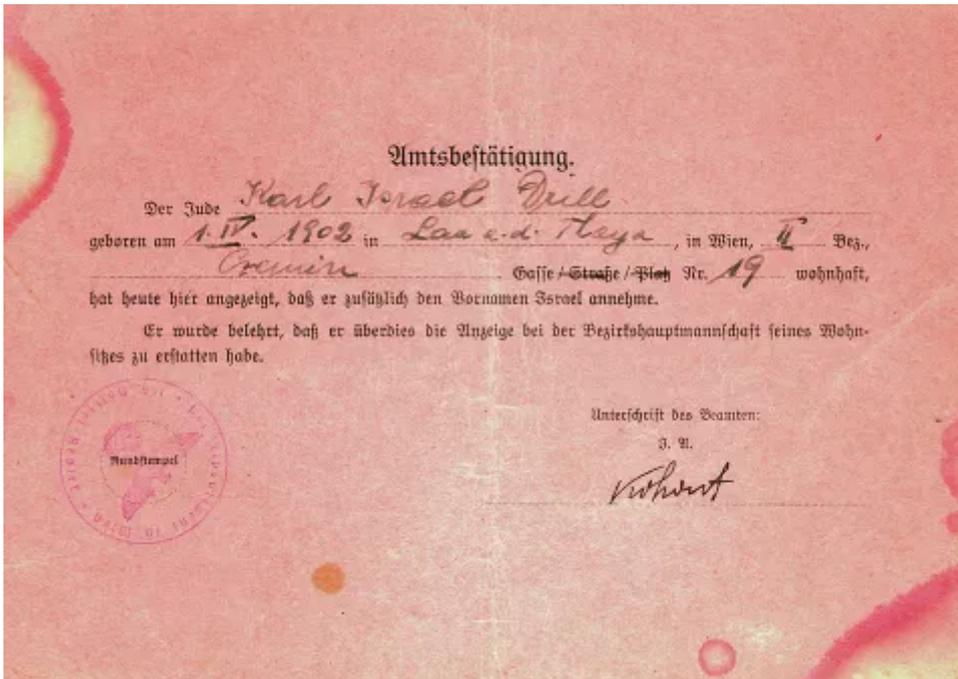 Amtsbestätigung.
Der Jude Karl Israel Drill
geboren am 1. IV. 1902 in Laa a. d. Thaya, in Wien, II Bez.,
Gasse / Straße / Platz Nr. 19 wohnhaft,
hat heute hier angezeigt, daß er zusätzlich den Vornamen Israel annehme.
Er wurde belehrt, daß er überdies die Anzeige bei der Bezirkshauptmannschaft seines Wohn-
sitzes zu erstatten habe.
Unterschrift des Beamten:
I. A.
Rundstempel